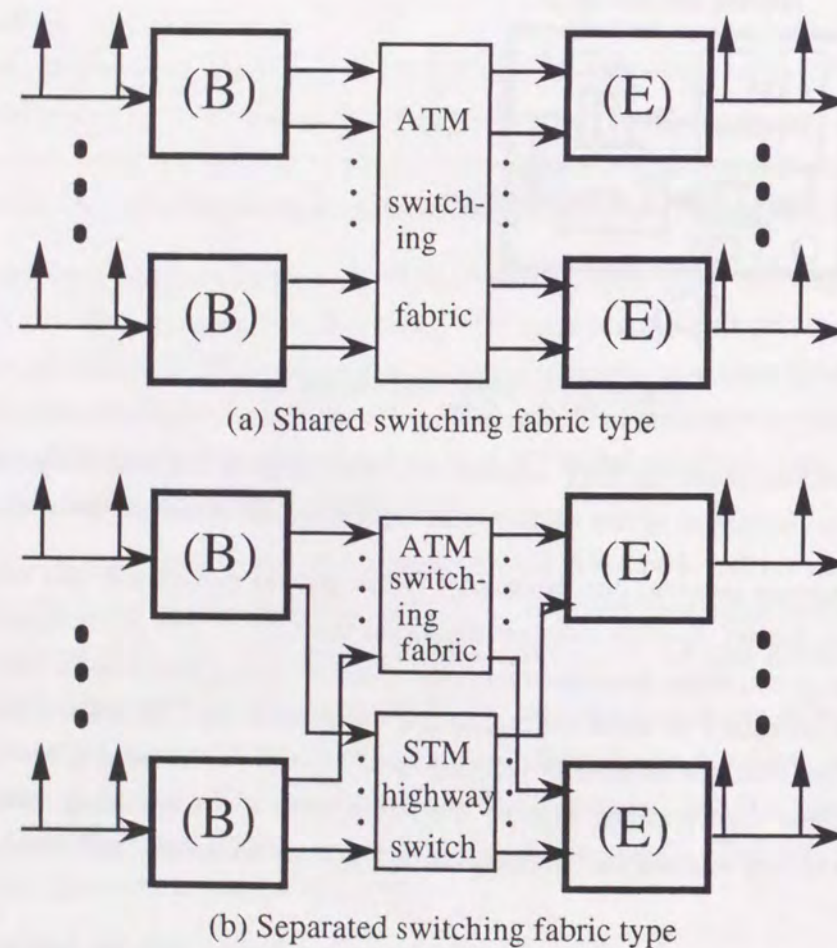 (B)
ATM
switch-
ing
fabric
(E)
(B)
(E)
(a) Shared switching fabric type
(B)
ATM
switch-
ing
fabric
(E)
(B)
STM
highway
switch
(E)
(b) Separated switching fabric type